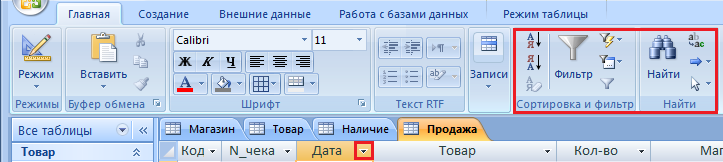 Главная Создание Внешние данные Работа с базами данных Режим таблицы
Calibri 11
Режим Вставить Ж К Ч Записи Фильтр Найти
Режимы Буфер обмена Шрифт Текст RTF Сортировка и фильтр Найти
Все таблицы Магазин Товар Наличие Продажа
Товар Код N_чека Дата Товар Кол-во Маг